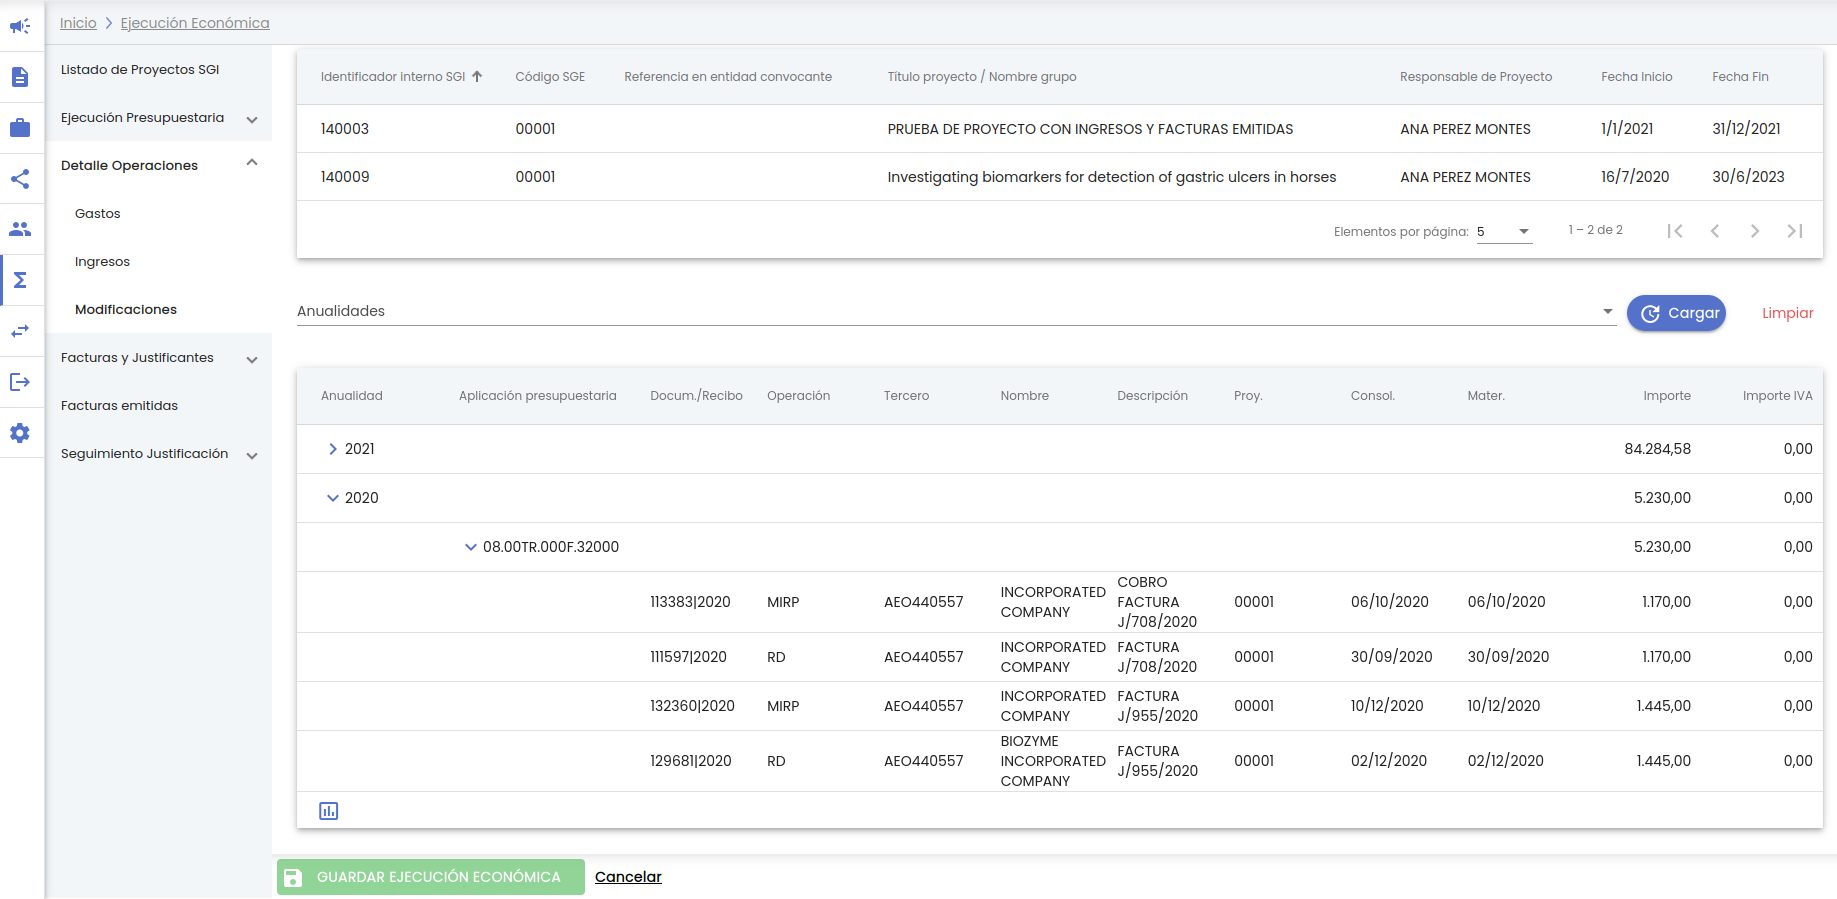 Inicio > Ejecución Económica
Listado de Proyectos SGI
Ejecución Presupuestaria
Detalle Operaciones
Gastos
Ingresos
Modificaciones
Facturas y Justificantes
Facturas emitidas
Seguimiento Justificación
Identificador interno SGI Código SGE Referencia en entidad convocante Título proyecto / Nombre grupo Responsable de Proyecto Fecha Inicio Fecha Fin
140003 00001 PRUEBA DE PROYECTO CON INGRESOS Y FACTURAS EMITIDAS ANA PEREZ MONTES 1/1/2021 31/12/2021
140009 00001 Investigating biomarkers for detection of gastric ulcers in horses ANA PEREZ MONTES 16/7/2020 30/6/2023
Elementos por página: 5 1 – 2 de 2
Anualidades Cargar Limpiar
Anualidad Aplicación presupuestaria Docum./Recibo Operación Tercero Nombre Descripción Proy. Consol. Mater. Importe Importe IVA
2021 84.284,58 0,00
2020 5.230,00 0,00
08.00TR.000F.32000 5.230,00 0,00
113383|2020 MIRP AEO440557 INCORPORATED COMPANY COBRO FACTURA J/708/2020 00001 06/10/2020 06/10/2020 1.170,00 0,00
111597|2020 RD AEO440557 INCORPORATED COMPANY FACTURA J/708/2020 00001 30/09/2020 30/09/2020 1.170,00 0,00
132360|2020 MIRP AEO440557 INCORPORATED COMPANY FACTURA J/955/2020 00001 10/12/2020 10/12/2020 1.445,00 0,00
129681|2020 RD AEO440557 BIOZYME INCORPORATED COMPANY FACTURA J/955/2020 00001 02/12/2020 02/12/2020 1.445,00 0,00
GUARDAR EJECUCIÓN ECONÓMICA Cancelar